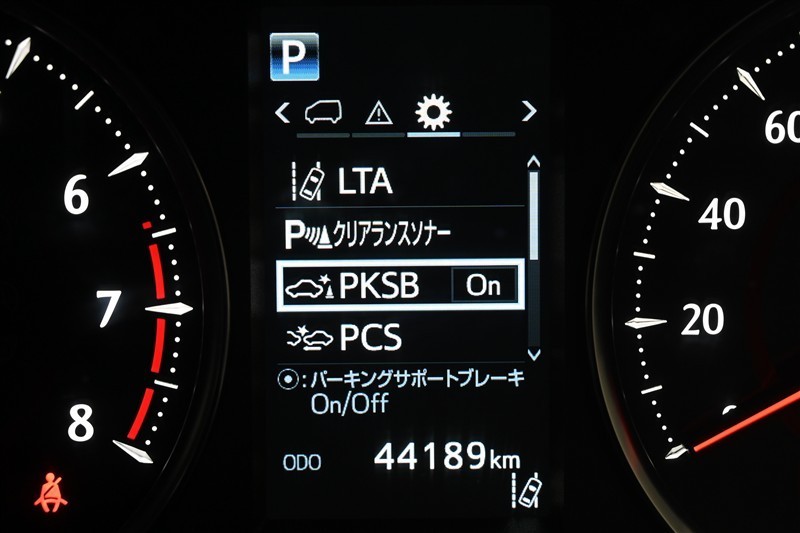 P
LTA
Pクリアランスソナー
PKSB On
PCS
⦿:パーキングサポートブレーキ
On/Off
ODO 44189km
6
7
8
60
40
20